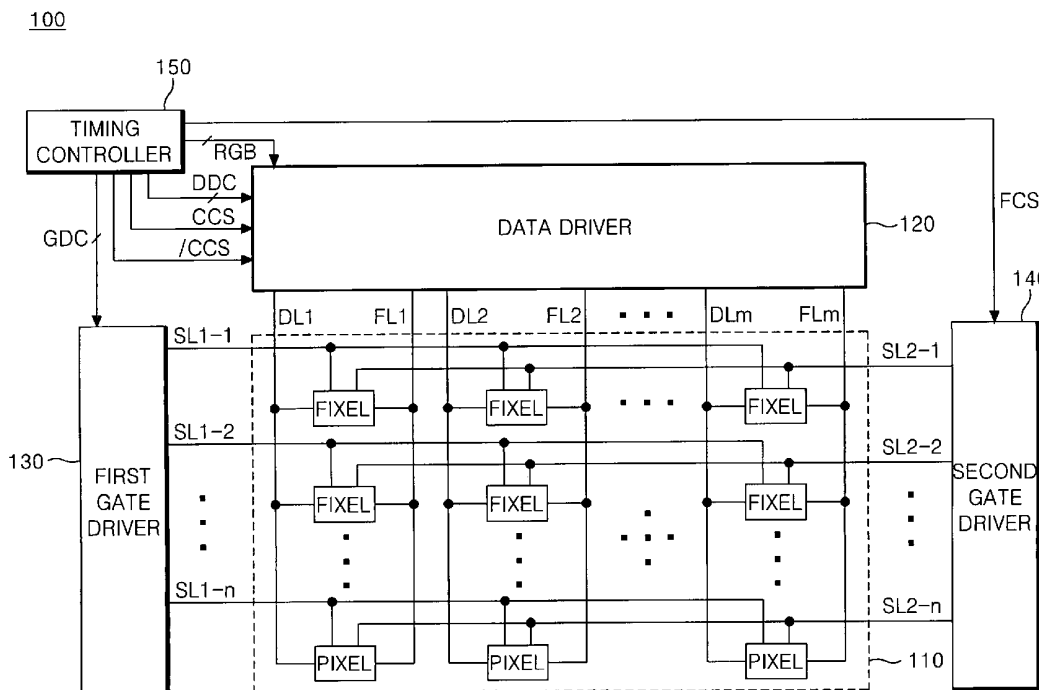 100
150
TIMING
CONTROLLER
RGB
DDC
CCS
/CCS
GDC
FCS
DATA DRIVER
120
140
DL1
FL1
DL2
FL2
DLm
FLm
SL1-1
SL2-1
FIXEL
FIXEL
FIXEL
SL1-2
SL2-2
130
FIRST
GATE
DRIVER
FIXEL
FIXEL
FIXEL
SECOND
GATE
DRIVER
SL1-n
SL2-n
PIXEL
PIXEL
PIXEL
110